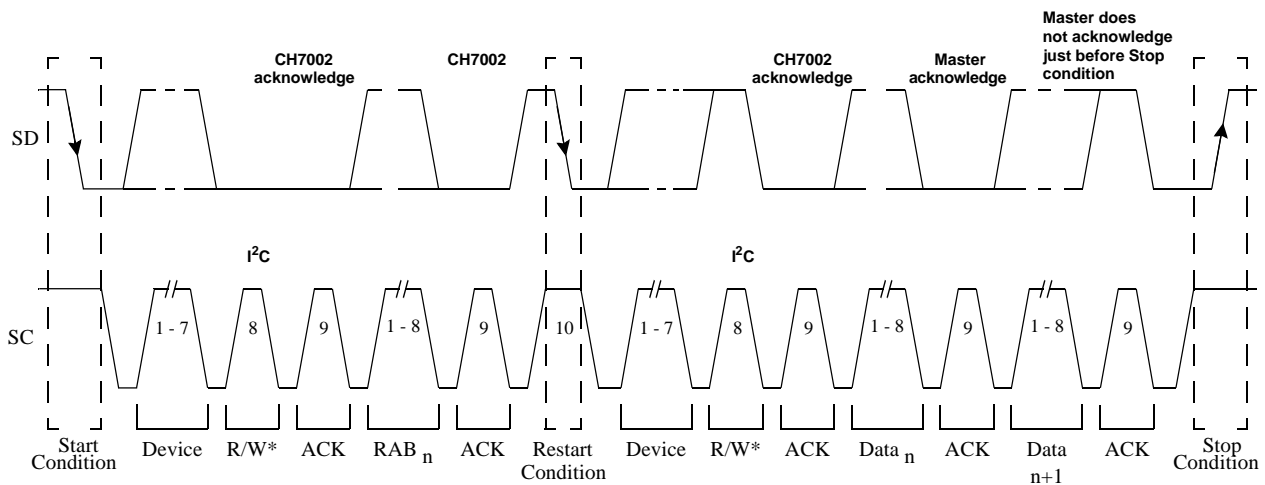 Master does
not acknowledge
just before Stop
condition
CH7002
acknowledge
CH7002
CH7002
acknowledge
Master
acknowledge
SD
I²C
I²C
SC
1 - 7
8
9
1 - 8
9
10
1 - 7
8
9
1 - 8
9
1 - 8
9
Start
Condition
Device
R/W*
ACK
RAB n
ACK
Restart
Condition
Device
R/W*
ACK
Data n
ACK
Data
n+1
ACK
Stop
Condition